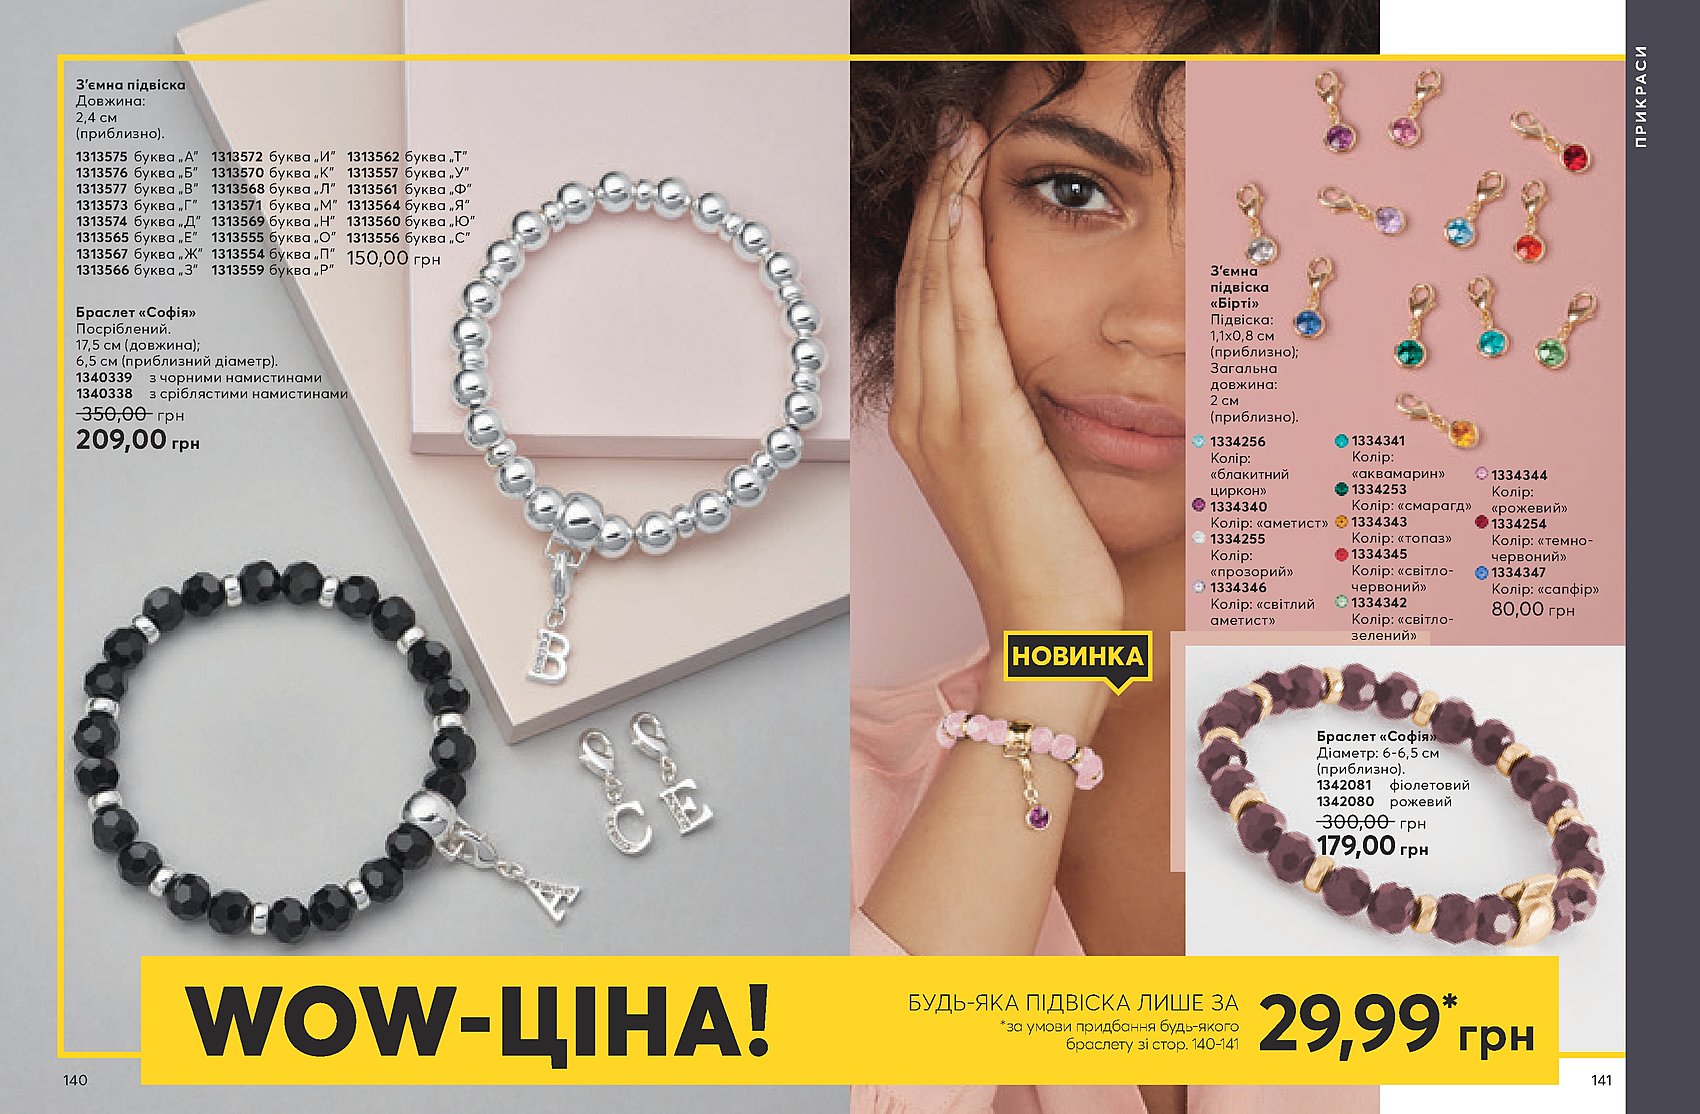 З'ємна підвіска
Довжина:
2,4 см
(приблизно).
1313575 буква „А"
1313576 буква „Б"
1313577 буква „В"
1313573 буква „Г"
1313574 буква „Д"
1313565 буква „Е"
1313567 буква „Ж"
1313566 буква „З"
1313572 буква „И"
1313570 буква „К"
1313568 буква „Л"
1313571 буква „М"
1313569 буква „Н"
1313555 буква „О"
1313554 буква „П"
1313559 буква „Р"
1313562 буква „Т"
1313557 буква „У"
1313561 буква „Ф"
1313564 буква „Я"
1313560 буква „Ю"
1313556 буква „С"
150,00 грн
Браслет «Софія»
Посріблений.
17,5 см (довжина);
6,5 см (приблизний діаметр).
1340339 з чорними намистинами
1340338 з сріблястими намистинами
350,00 грн
209,00 грн
B
C
E
A
ПРИКРАСИ
З'ємна
підвіска
«Бірті»
Підвіска:
1,1х0,8 см
(приблизно);
Загальна
довжина:
2 см
(приблизно).
1334256
Колір:
«блакитний
циркон»
1334340
Колір: «аметист»
1334255
Колір:
«прозорий»
1334346
Колір: «світлий
аметист»
1334341
Колір:
«аквамарин»
1334253
Колір: «смарагд»
1334343
Колір: «топаз»
1334345
Колір: «світло-
червоний»
1334342
Колір: «світло-
зелений»
1334344
Колір:
«рожевий»
1334254
Колір: «темно-
червоний»
1334347
Колір: «сапфір»
80,00 грн
НОВИНКА
Браслет «Софія»
Діаметр: 6-6,5 см
(приблизно).
1342081 фіолетовий
1342080 рожевий
300,00 грн
179,00 грн
WOW-ЦІНА!
БУДЬ-ЯКА ПІДВІСКА ЛИШЕ ЗА
*за умови придбання будь-якого
браслету зі стор. 140-141
29,99* грн
140
141